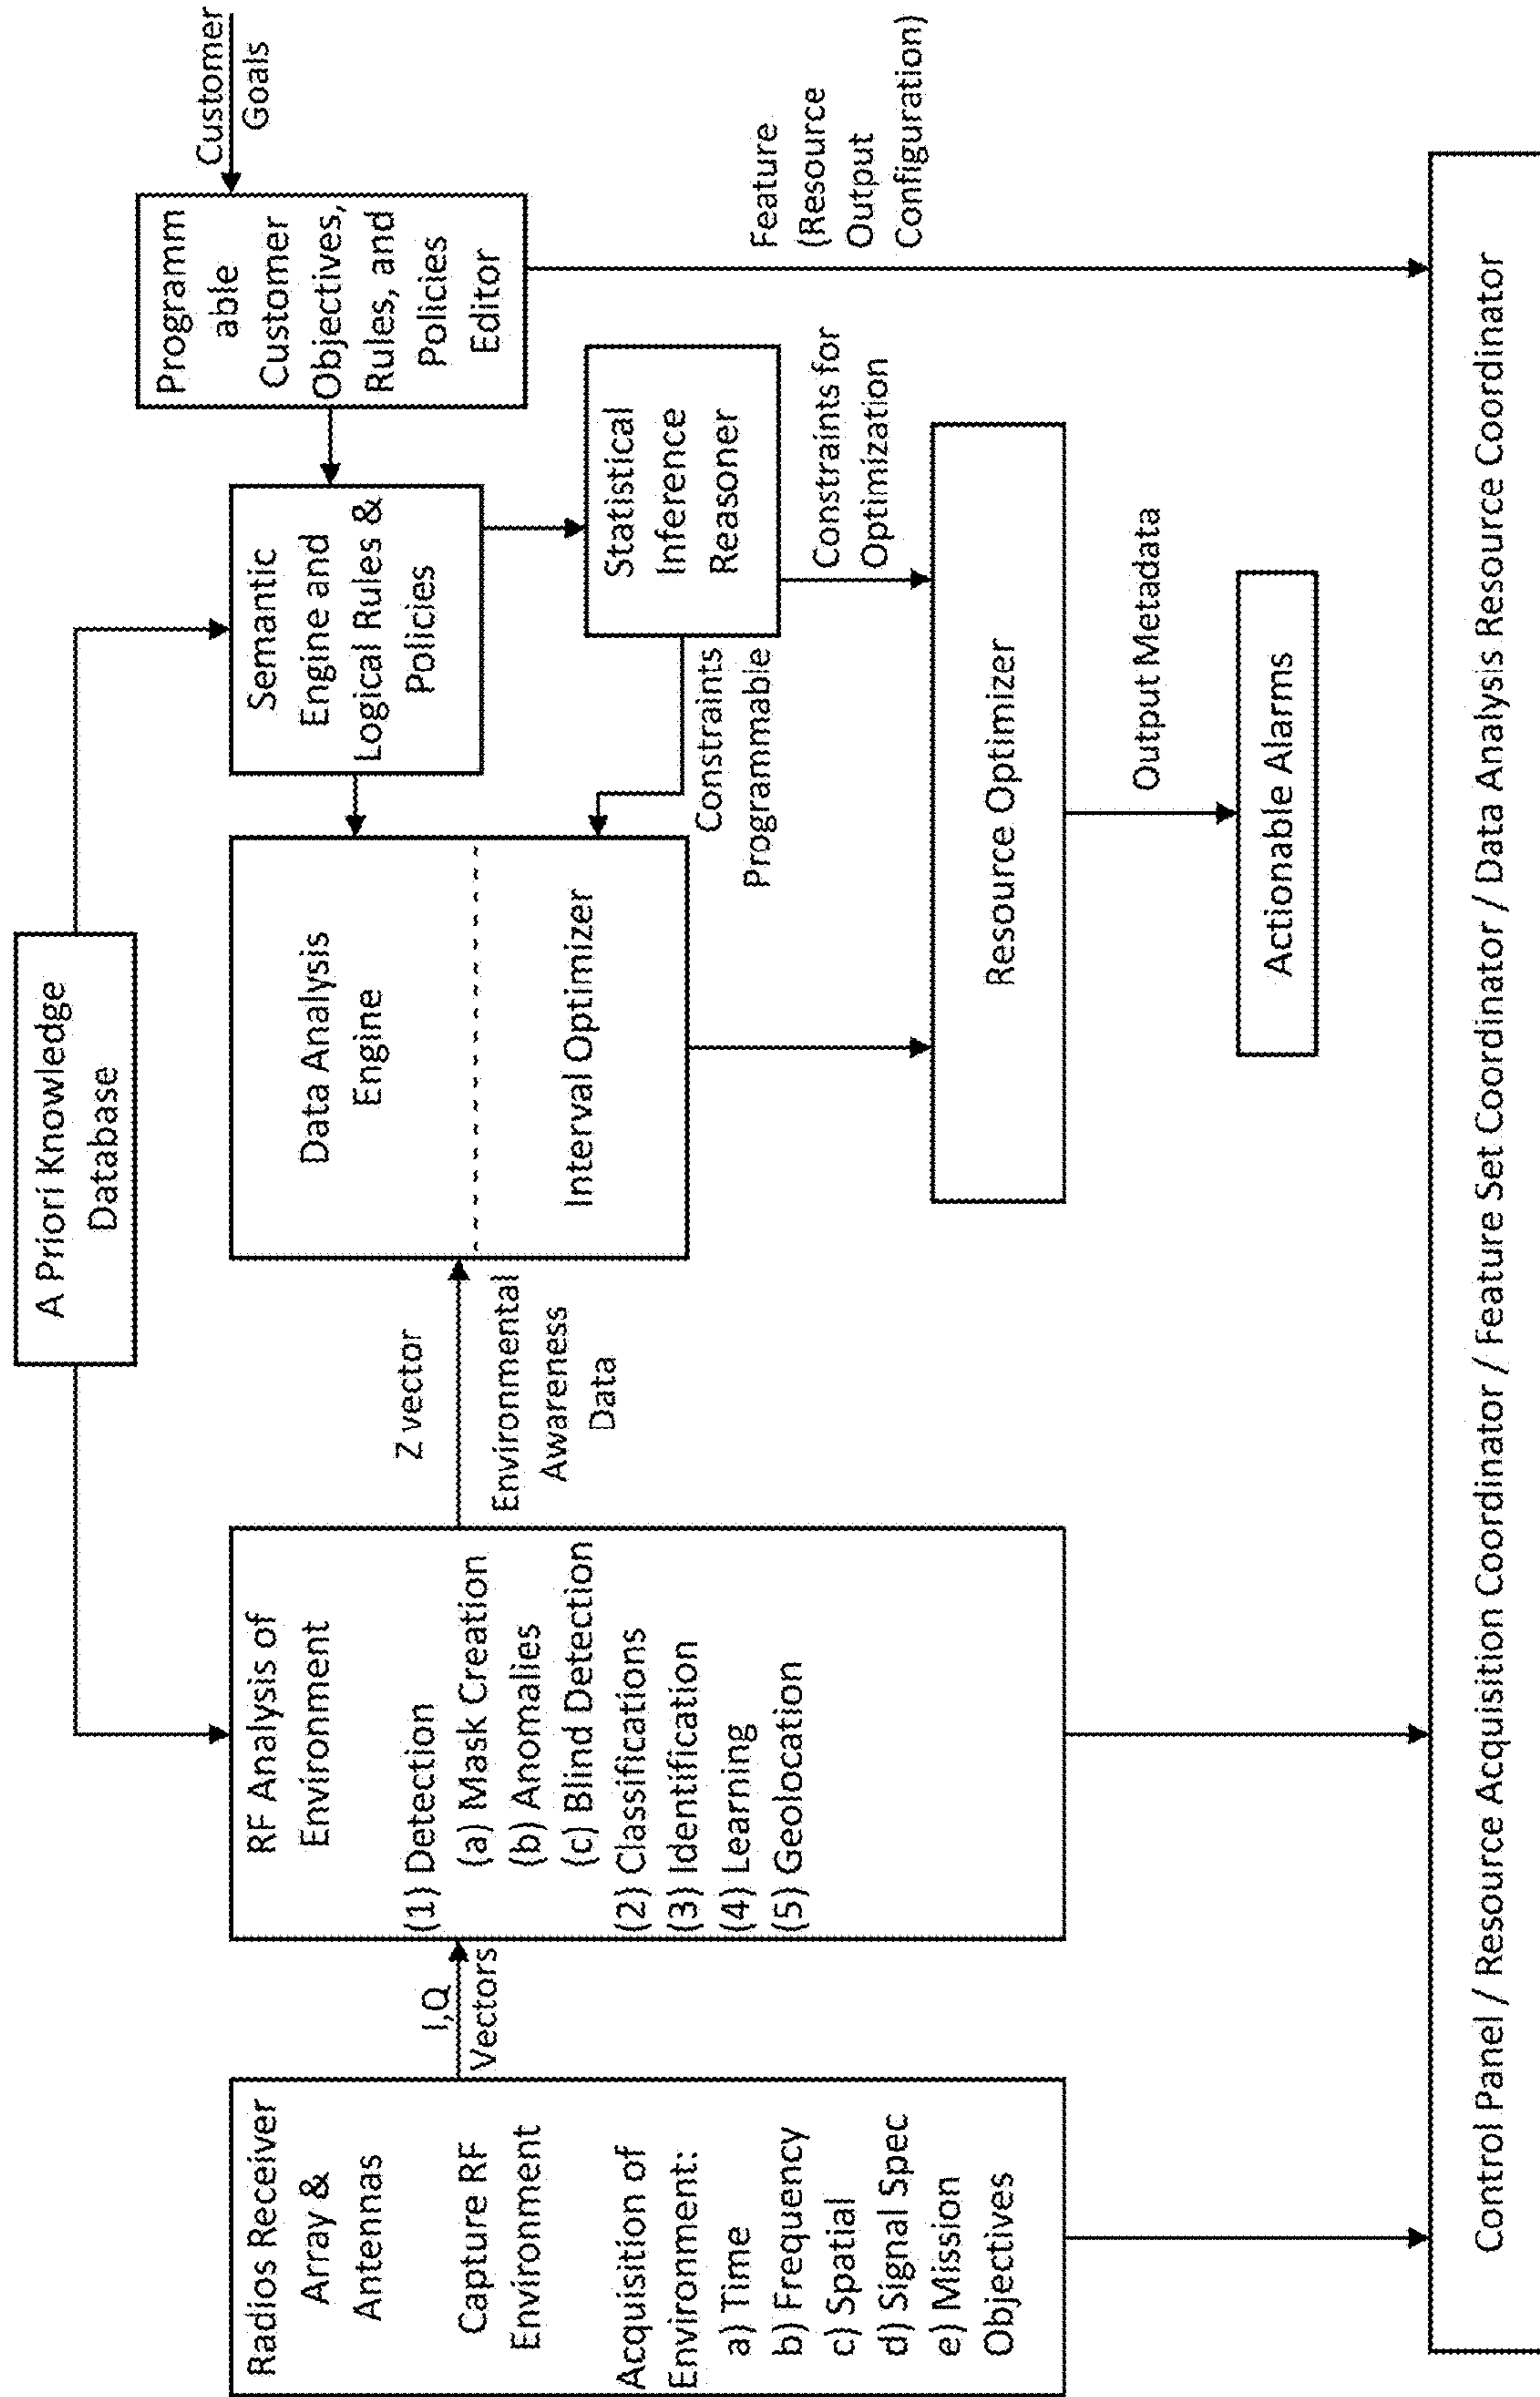 A Priori Knowledge
Database
Customer
Goals
Radios Receiver
Array &
Antennas
Capture RF
Environment
Acquisition of
Environment:
a) Time
b) Frequency
c) Spatial
d) Signal Spec
e) Mission
Objectives
I,Q
Vectors
RF Analysis of
Environment
(1) Detection
(a) Mask Creation
(b) Anomalies
(c) Blind Detection
(2) Classifications
(3) Identification
(4) Learning
(5) Geolocation
Z vector
Environmental
Awareness
Data
Data Analysis
Engine
Interval Optimizer
Semantic
Engine and
Logical Rules &
Policies
Programm
able
Customer
Objectives,
Rules, and
Policies
Editor
Statistical
Inference
Reasoner
Constraints
Programmable
Constraints for
Optimization
Feature
(Resource
Output
Configuration)
Resource Optimizer
Output Metadata
Actionable Alarms
Control Panel / Resource Acquisition Coordinator / Feature Set Coordinator / Data Analysis Resource Coordinator